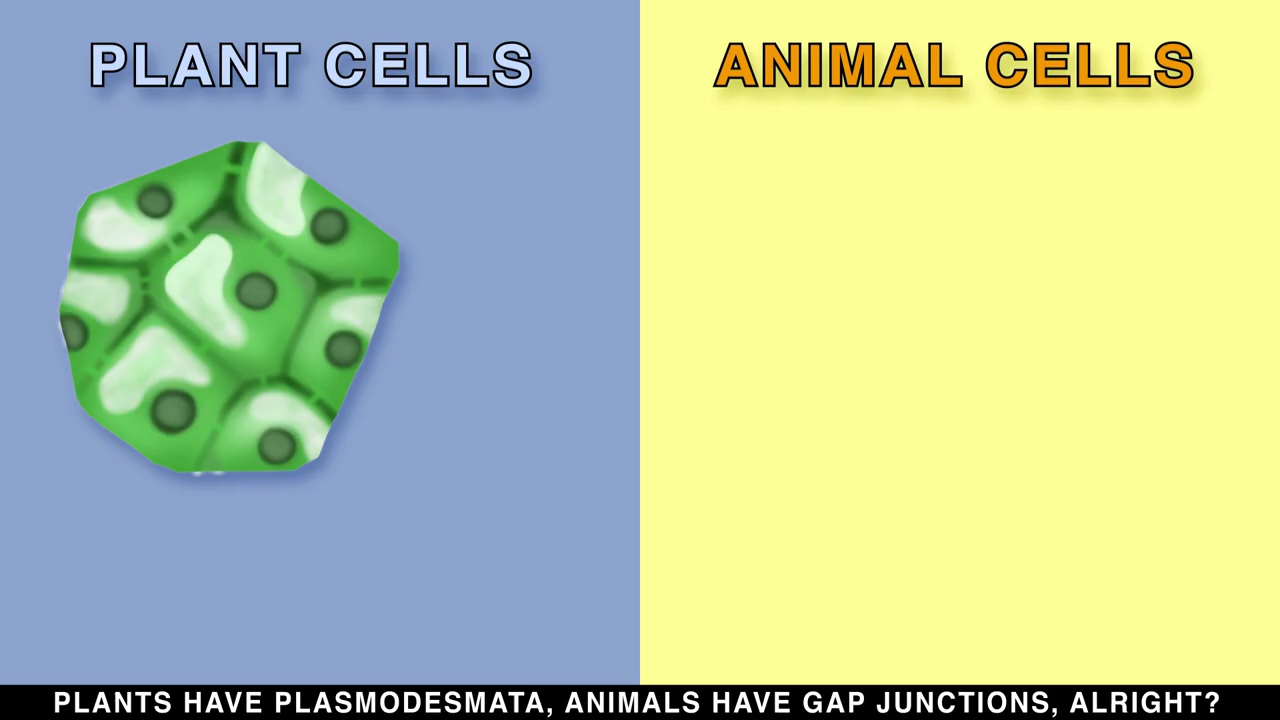 PLANT CELLS
ANIMAL CELLS
PLANTS HAVE PLASMODESMATA, ANIMALS HAVE GAP JUNCTIONS, ALRIGHT?